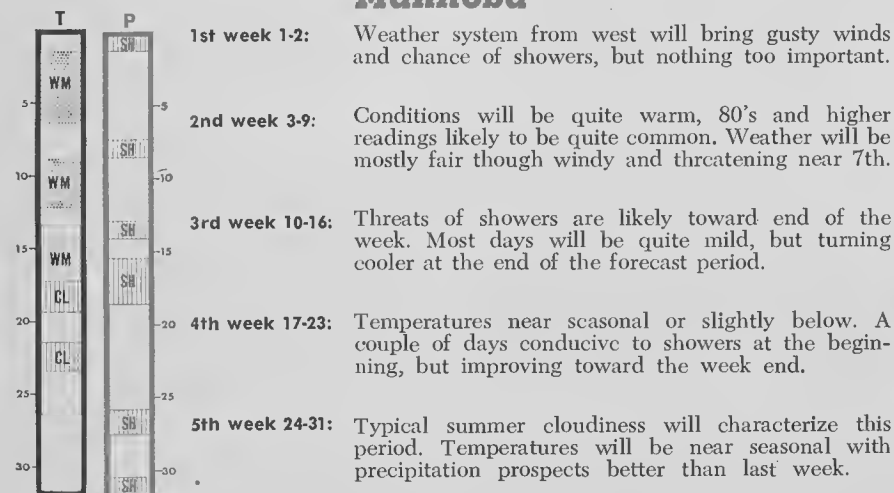 Manitoba
T P
SH
WM
5 5
SH
10 10
WM
SH
15 15
WM
SH
CL
20 20
CL
25 25
SH
30 30
SH
1st week 1-2: Weather system from west will bring gusty winds
and chance of showers, but nothing too important.
2nd week 3-9: Conditions will be quite warm, 80's and higher
readings likely to be quite common. Weather will be
mostly fair though windy and threatening near 7th.
3rd week 10-16: Threats of showers are likely toward end of the
week. Most days will be quite mild, but turning
cooler at the end of the forecast period.
4th week 17-23: Temperatures near seasonal or slightly below. A
couple of days conducive to showers at the begin-
ning, but improving toward the week end.
5th week 24-31: Typical summer cloudiness will characterize this
period. Temperatures will be near seasonal with
precipitation prospects better than last week.